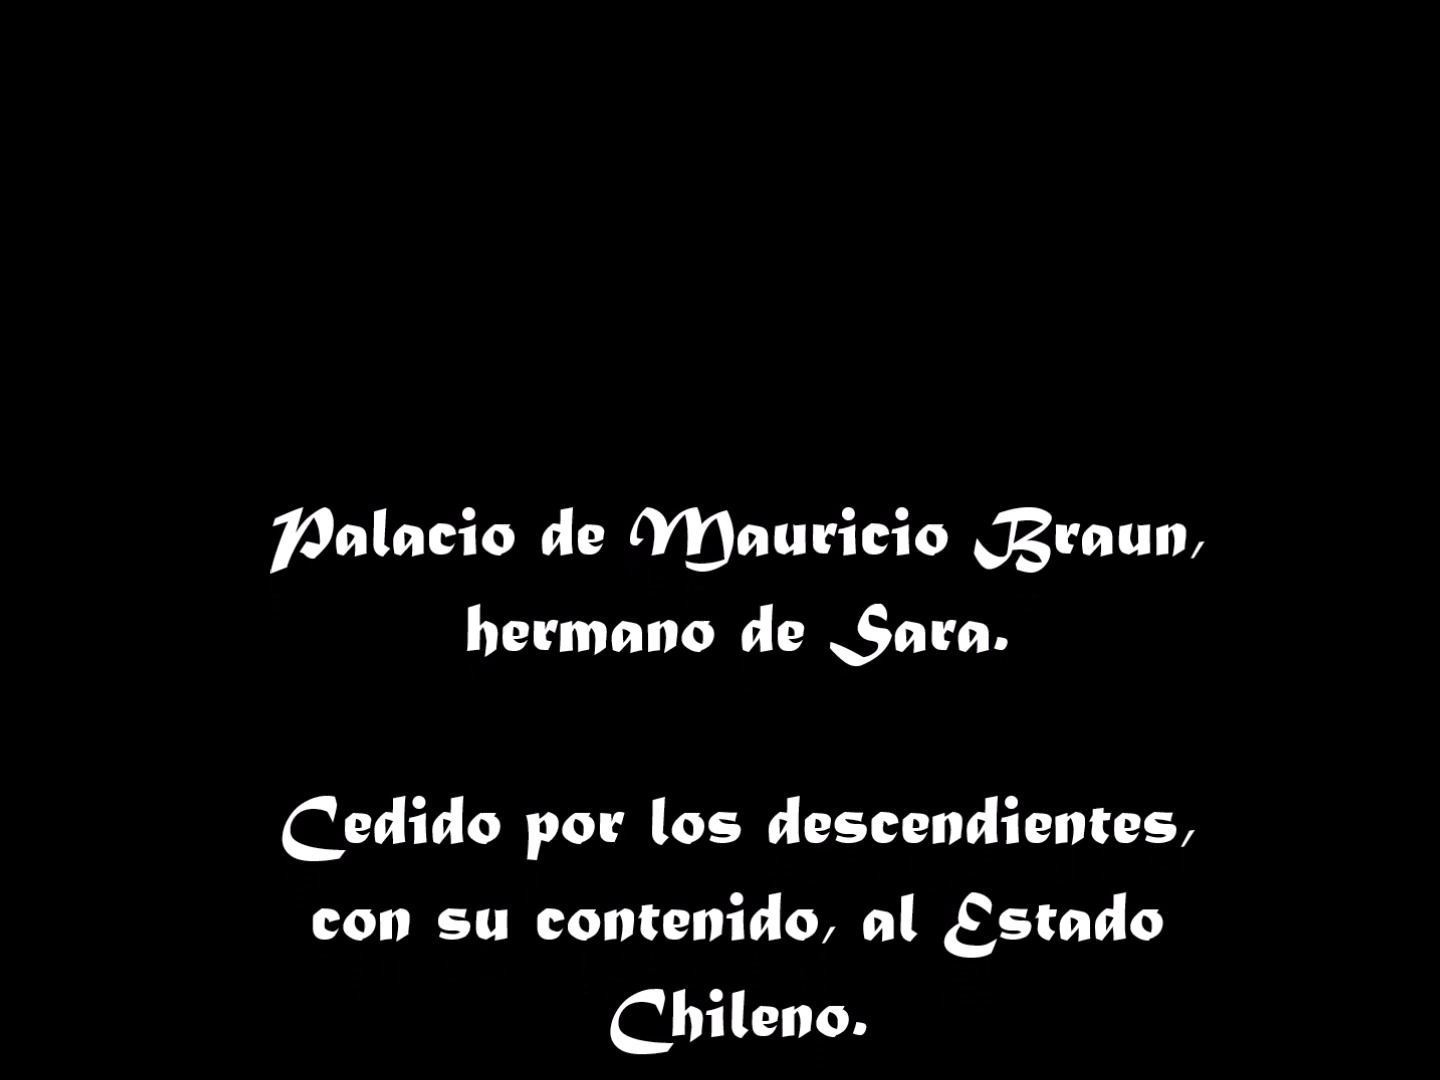 Palacio de Mauricio Braun,
hermano de Sara.
Cedido por los descendientes,
con su contenido, al Estado
Chileno.